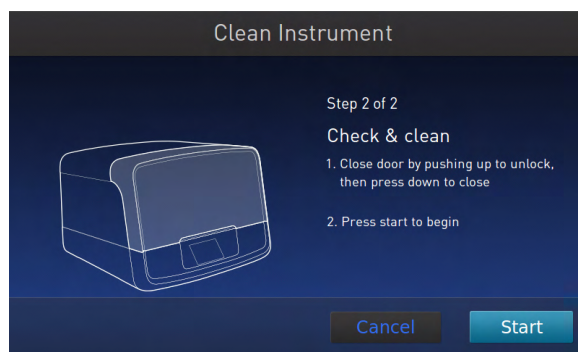 Clean Instrument
Step 2 of 2
Check & clean
1. Close door by pushing up to unlock,
then press down to close
2. Press start to begin
Cancel
Start